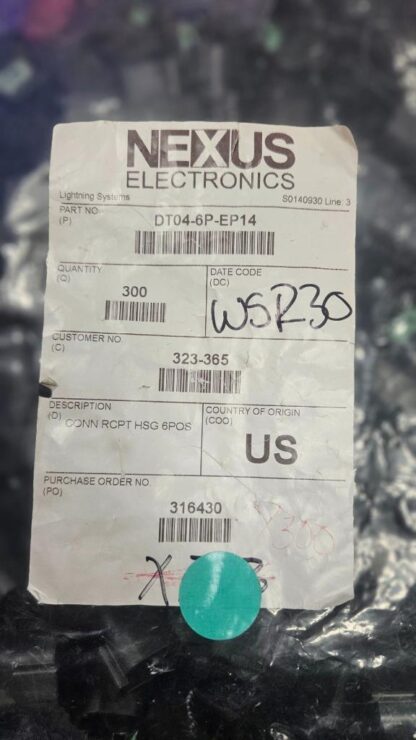 NEXUS
ELECTRONICS
Lightning Systems S0140930 Line: 3
PART NO.
(P) DT04-6P-EP14
QUANTITY
(Q) 300
DATE CODE
(DC) W5R30
CUSTOMER NO.
(C) 323-365
DESCRIPTION
(D) CONN RCPT HSG 6POS
COUNTRY OF ORIGIN
(COO) US
PURCHASE ORDER NO.
(PO) 316430
X